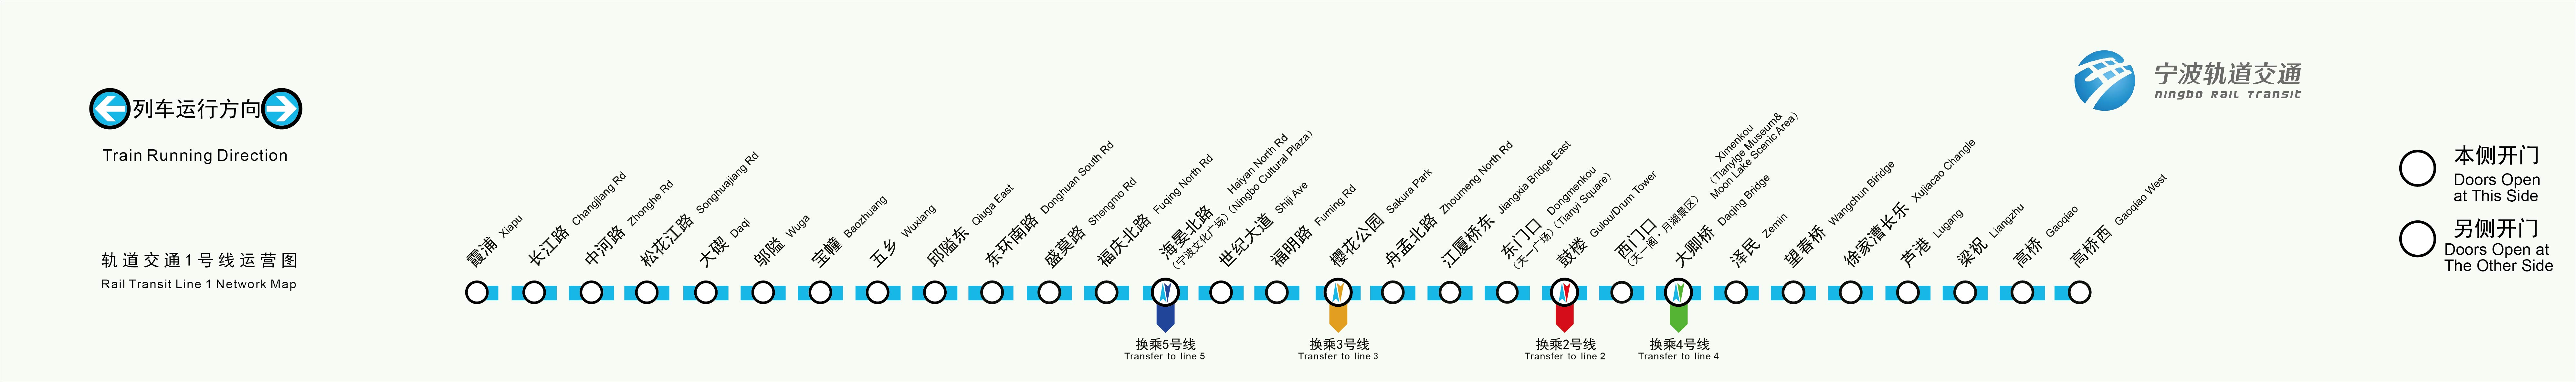 列车运行方向
Train Running Direction
轨道交通1号线运营图
Rail Transit Line 1 Network Map
霞浦 Xiapu
长江路 Changjiang Rd
中河路 Zhonghe Rd
松花江路 Songhuajiang Rd
大碶 Daqi
邬隘 Wuga
宝幢 Baozhuang
五乡 Wuxiang
邱隘东 Qiuga East
东环南路 Donghuan South Rd
盛莫路 Shengmo Rd
福庆北路 Fuqing North Rd
海晏北路 Haiyan North Rd
（宁波文化广场）（Ningbo Cultural Plaza）
世纪大道 Shiji Ave
福明路 Fuming Rd
樱花公园 Sakura Park
舟孟北路 Zhoumeng North Rd
江厦桥东 Jiangxia Bridge East
东门口 Dongmenkou
（天一广场）（Tianyi Square）
鼓楼 Gulou/Drum Tower
西门口 Ximenkou
（天一阁·月湖景区）（Tianyige Museum&
Moon Lake Scenic Area）
大卿桥 Daqing Bridge
泽民 Zemin
望春桥 Wangchun Biridge
徐家漕长乐 Xujiacao Changle
芦港 Lugang
梁祝 Liangzhu
高桥 Gaoqiao
高桥西 Gaoqiao West
换乘5号线
Transfer to line 5
换乘3号线
Transfer to line 3
换乘2号线
Transfer to line 2
换乘4号线
Transfer to line 4
宁波轨道交通
NINGBO RAIL TRANSIT
本侧开门
Doors Open
at This Side
另侧开门
Doors Open at
The Other Side